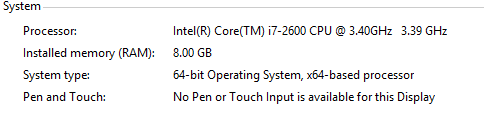 System
Processor: Intel(R) Core(TM) i7-2600 CPU @ 3.40GHz 3.39 GHz
Installed memory (RAM): 8.00 GB
System type: 64-bit Operating System, x64-based processor
Pen and Touch: No Pen or Touch Input is available for this Display